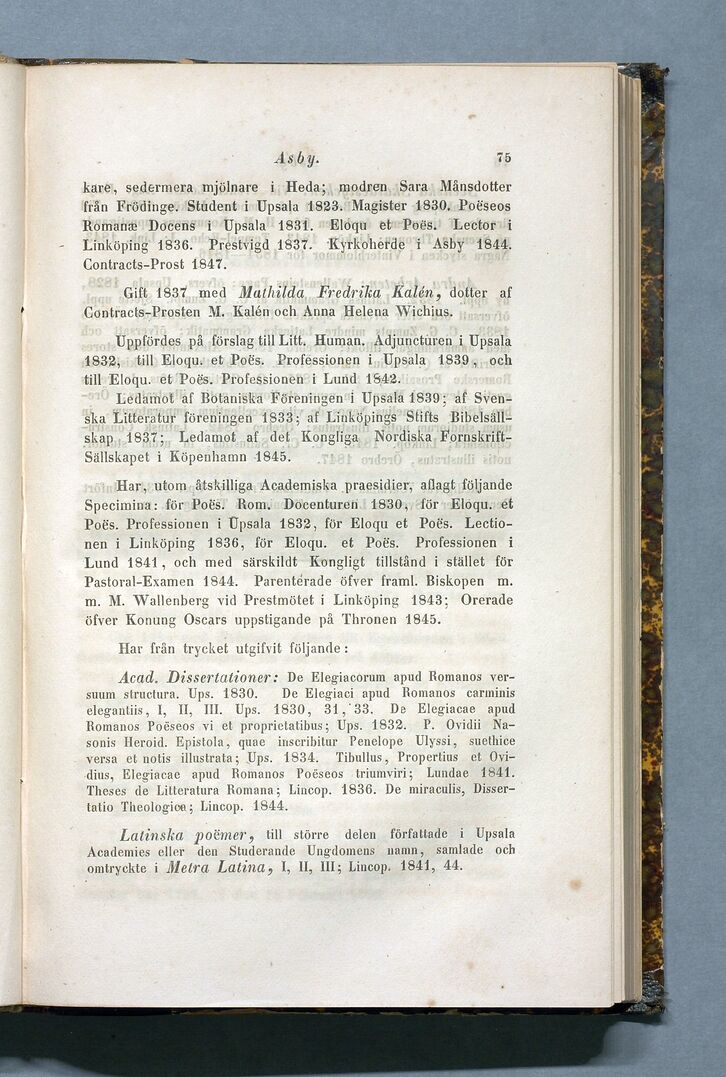 Asby. 75
kare, sedermera mjölnare i Heda; modren Sara Månsdotter
från Frödinge. Student i Upsala 1823. Magister 1830. Poëseos
Romanæ Docens i Upsala 1831. Eloqu et Poës. Lector i
Linköping 1836. Prestvigd 1837. Kyrkoherde i Asby 1844.
Contracts-Prost 1847.
Gift 1837 med Mathilda Fredrika Kalén, dotter af
Contracts-Prosten M. Kalén och Anna Helena Wichius.
Uppfördes på förslag till Litt. Human. Adjuncturen i Upsala
1832, till Eloqu. et Poës. Professionen i Upsala 1839, och
till Eloqu. et Poës. Professionen i Lund 1842.
Ledamot af Botaniska Föreningen i Upsala 1839; af Sven-
ska Litteratur föreningen 1833; af Linköpings Stifts Bibelsäll-
skap 1837; Ledamot af det Kongliga Nordiska Fornskrift-
Sällskapet i Köpenhamn 1845.
Har, utom åtskilliga Academiska praesidier, aflagt följande
Specimina: för Poës. Rom. Docenturen 1830, för Eloqu. et
Poës. Professionen i Upsala 1832, för Eloqu et Poës. Lectio-
nen i Linköping 1836, för Eloqu. et Poës. Professionen i
Lund 1841, och med särskildt Kongligt tillstånd i stället för
Pastoral-Examen 1844. Parenterade öfver framl. Biskopen m.
m. M. Wallenberg vid Prestmötet i Linköping 1843; Orerade
öfver Konung Oscars uppstigande på Thronen 1845.
Har från trycket utgifvit följande:
Acad. Dissertationer: De Elegiacorum apud Romanos ver-
suum structura. Ups. 1830. De Elegiaci apud Romanos carminis
elegantiis, I, II, III. Ups. 1830, 31, 33. De Elegiacae apud
Romanos Poëseos vi et proprietatibus; Ups. 1832. P. Ovidii Na-
sonis Heroid. Epistola, quae inscribitur Penelope Ulyssi, suethice
versa et notis illustrata; Ups. 1834. Tibullus, Propertius et Ovi-
dius, Elegiacae apud Romanos Poëseos triumviri; Lundae 1841.
Theses de Litteratura Romana; Lincop. 1836. De miraculis, Disser-
tatio Theologica; Lincop. 1844.
Latinska poëmer, till större delen författade i Upsala
Academies eller den Studerande Ungdomens namn, samlade och
omtryckte i Metra Latina, I, II, III; Lincop. 1841, 44.